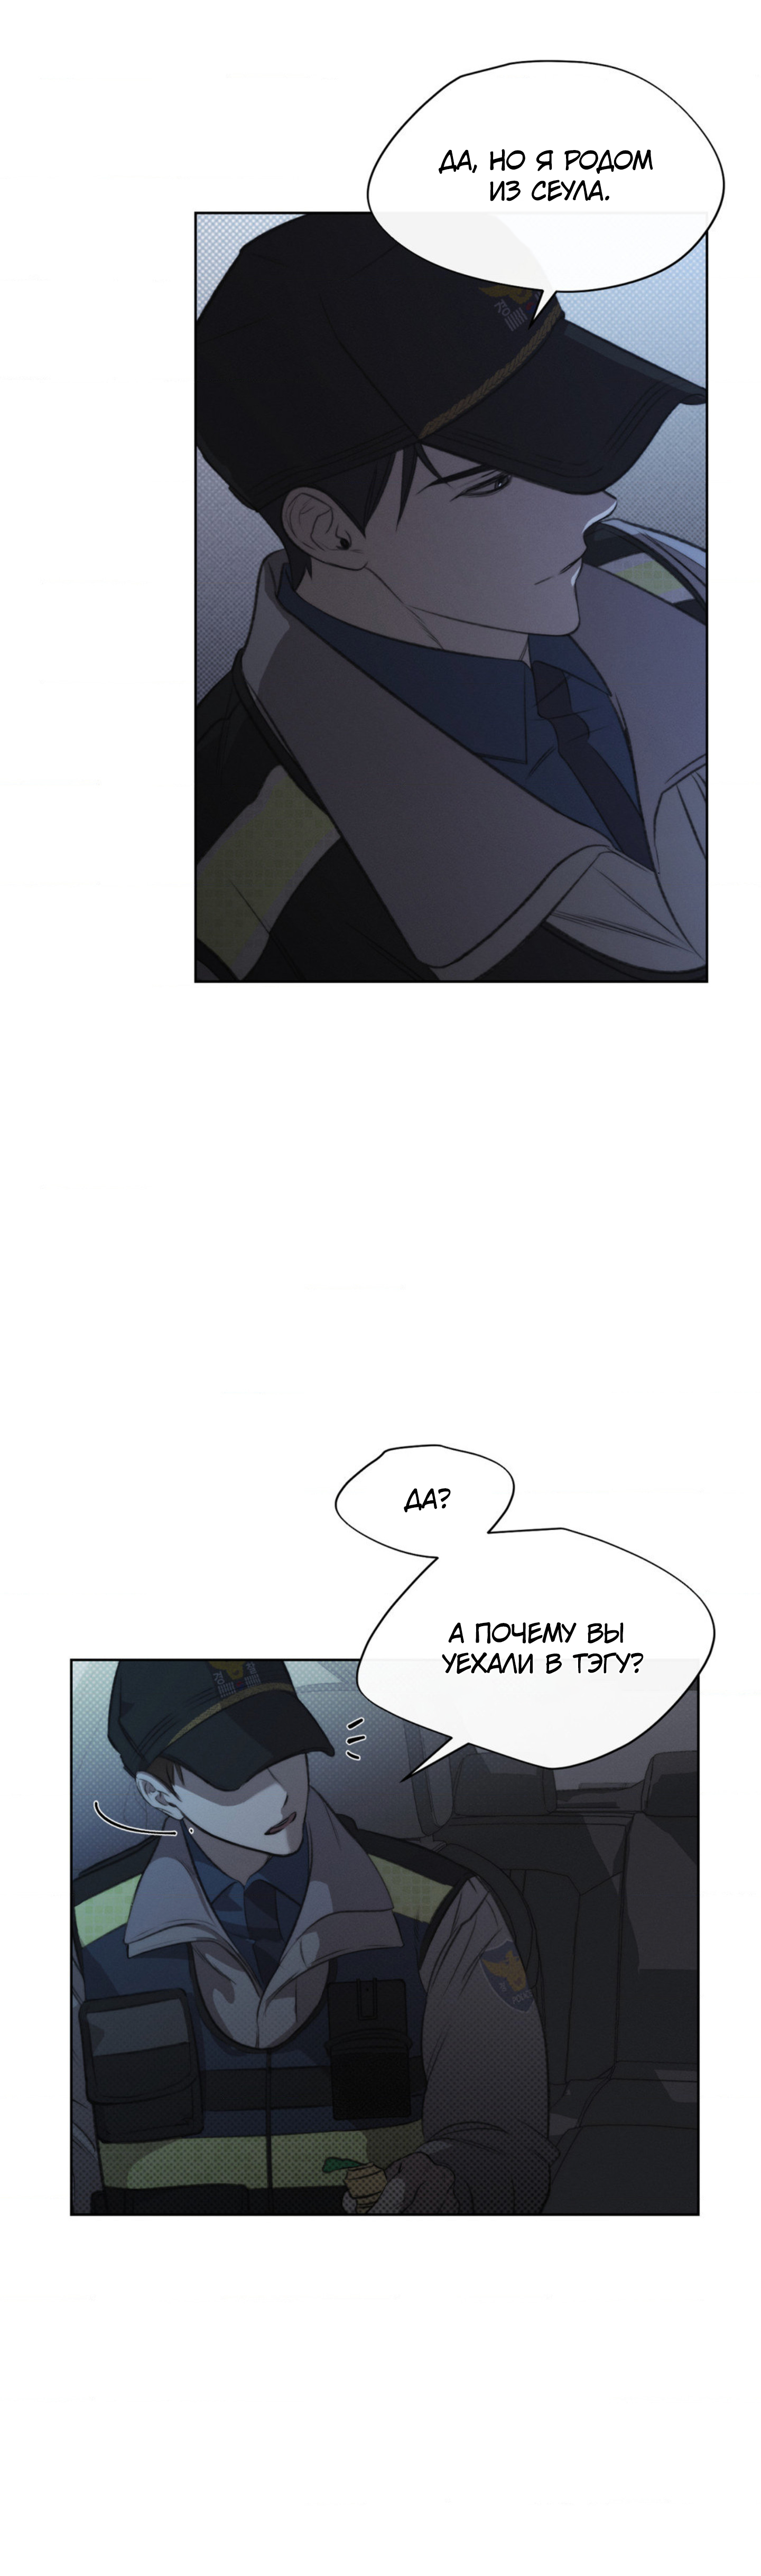 ДА, НО Я РОДОМ
ИЗ СЕУЛА.
ДА?
А ПОЧЕМУ ВЫ
УЕХАЛИ В ТЭГУ?